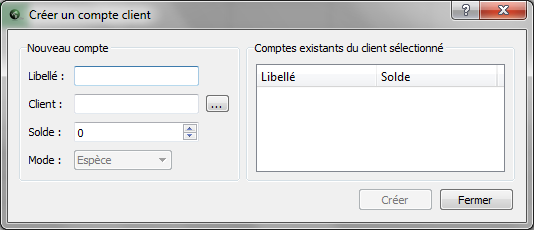 Créer un compte client
Nouveau compte
Libellé :
Client :
...
Solde :
0
Mode :
Espèce
Comptes existants du client sélectionné
Libellé Solde
Créer Fermer